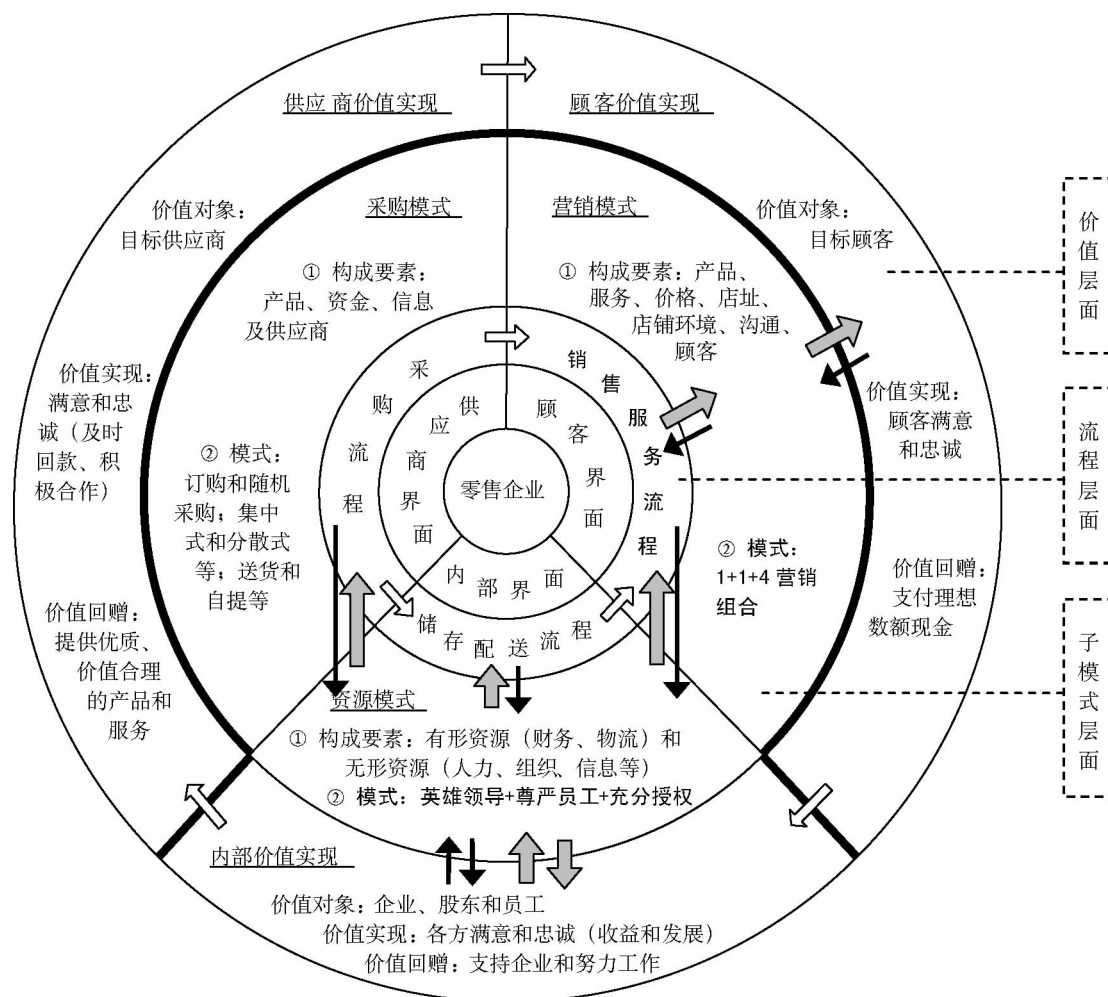 供应 商价值实现
顾客价值实现
价值对象：
目标供应商
采购模式
营销模式
价值对象：
目标顾客
① 构成要素：
产品、资金、信息
及供应商
① 构成要素：产品、
服务、价格、店址、
店铺环境、沟通、
顾客
价值实现：
满意和忠
诚（及时
回款、积
极合作）
价值实现：
顾客满意
和忠诚
② 模式：
订购和随机
采购；集中
式和分散式
等；送货和
自提等
采购流程
销售服务流程
供应商界面
顾客界面
零售企业
内部界面
储存配送流程
② 模式：
1+1+4 营销
组合
价值回赠：
提供优质、
价值合理
的产品和
服务
价值回赠：
支付理想
数额现金
资源模式
① 构成要素：有形资源（财务、物流）和
无形资源（人力、组织、信息等）
② 模式：英雄领导+尊严员工+充分授权
内部价值实现
价值对象：企业、股东和员工
价值实现：各方满意和忠诚（收益和发展）
价值回赠：支持企业和努力工作
价值层面
流程层面
子模式层面